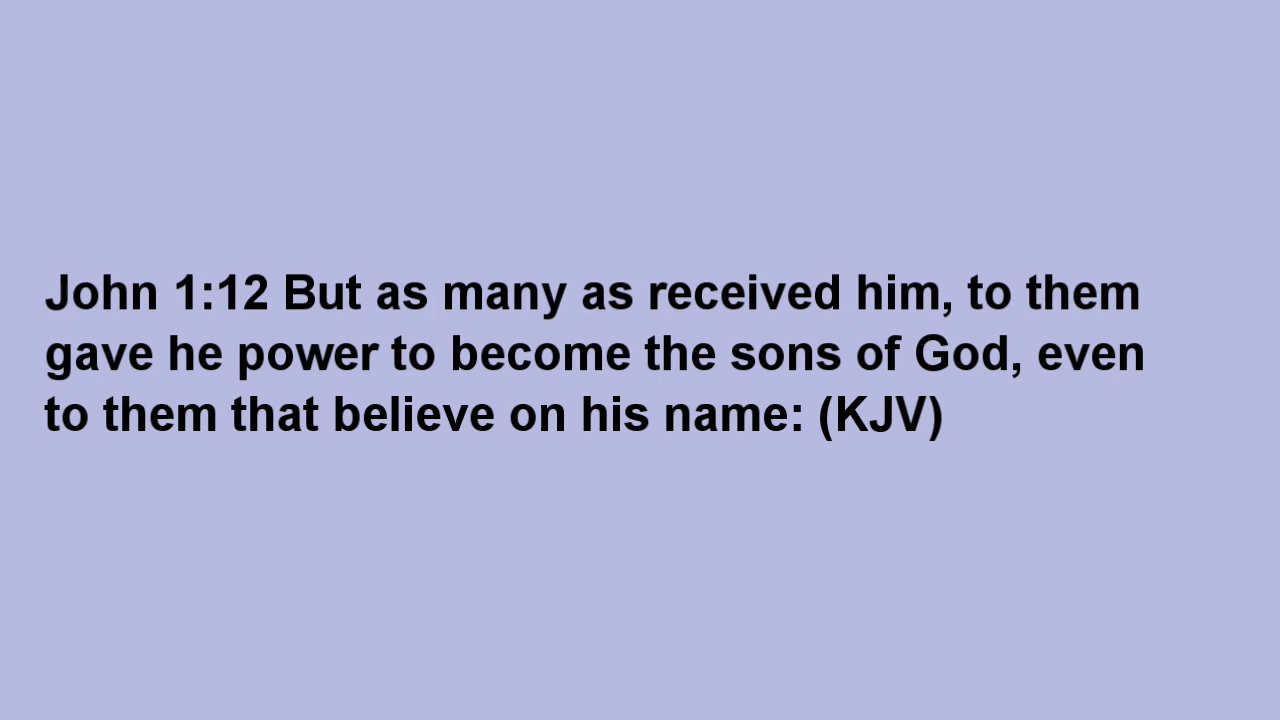 John 1:12 But as many as received him, to them
gave he power to become the sons of God, even
to them that believe on his name: (KJV)